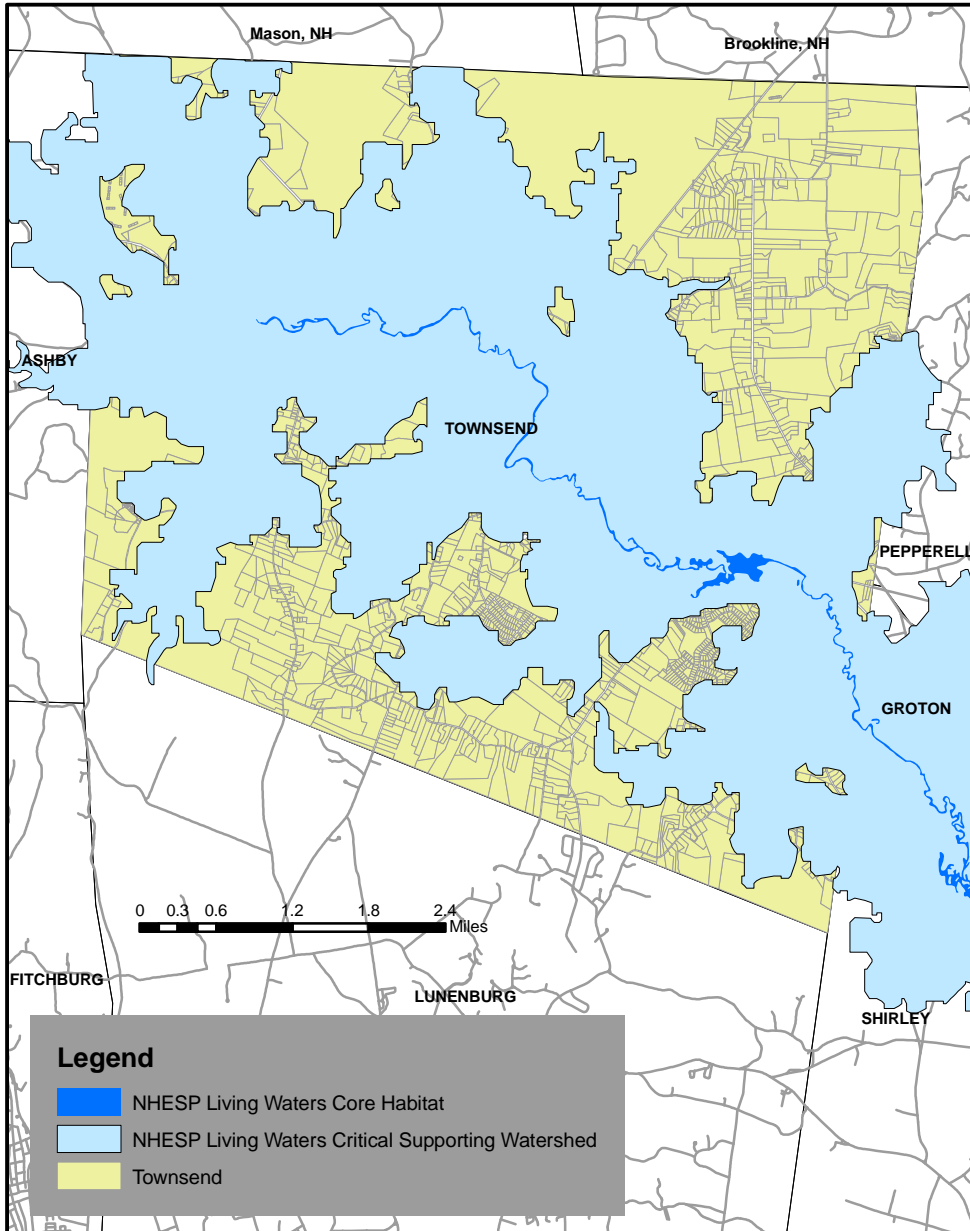 Mason, NH
Brookline, NH
ASHBY
TOWNSEND
PEPPERELL
GROTON
0 0.3 0.6 1.2 1.8 2.4
Miles
FITCHBURG
LUNENBURG
SHIRLEY
Legend
NHESP Living Waters Core Habitat
NHESP Living Waters Critical Supporting Watershed
Townsend